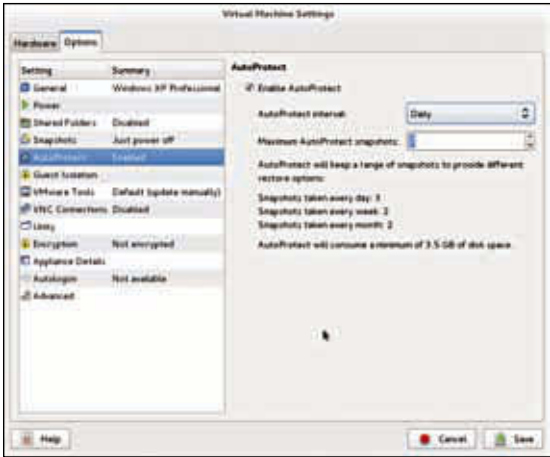 Virtual Machine Settings
Hardware Options
Setting Summary
General Windows XP Professional
Power
Shared Folders Disabled
Snapshots Just power off
AutoProtect Enabled
Guest Isolation
VMware Tools Default (update manually)
VNC Connections Disabled
Unity
Encryption Not encrypted
Appliance Details
Autologin Not available
Advanced
AutoProtect
Enable AutoProtect
AutoProtect interval: Daily
Maximum AutoProtect snapshots:
AutoProtect will keep a range of snapshots to provide different
restore options:
Snapshots taken every day: 3
Snapshots taken every week: 2
Snapshots taken every month: 2
AutoProtect will consume a minimum of 3.5 GB of disk space.
Help Cancel Save